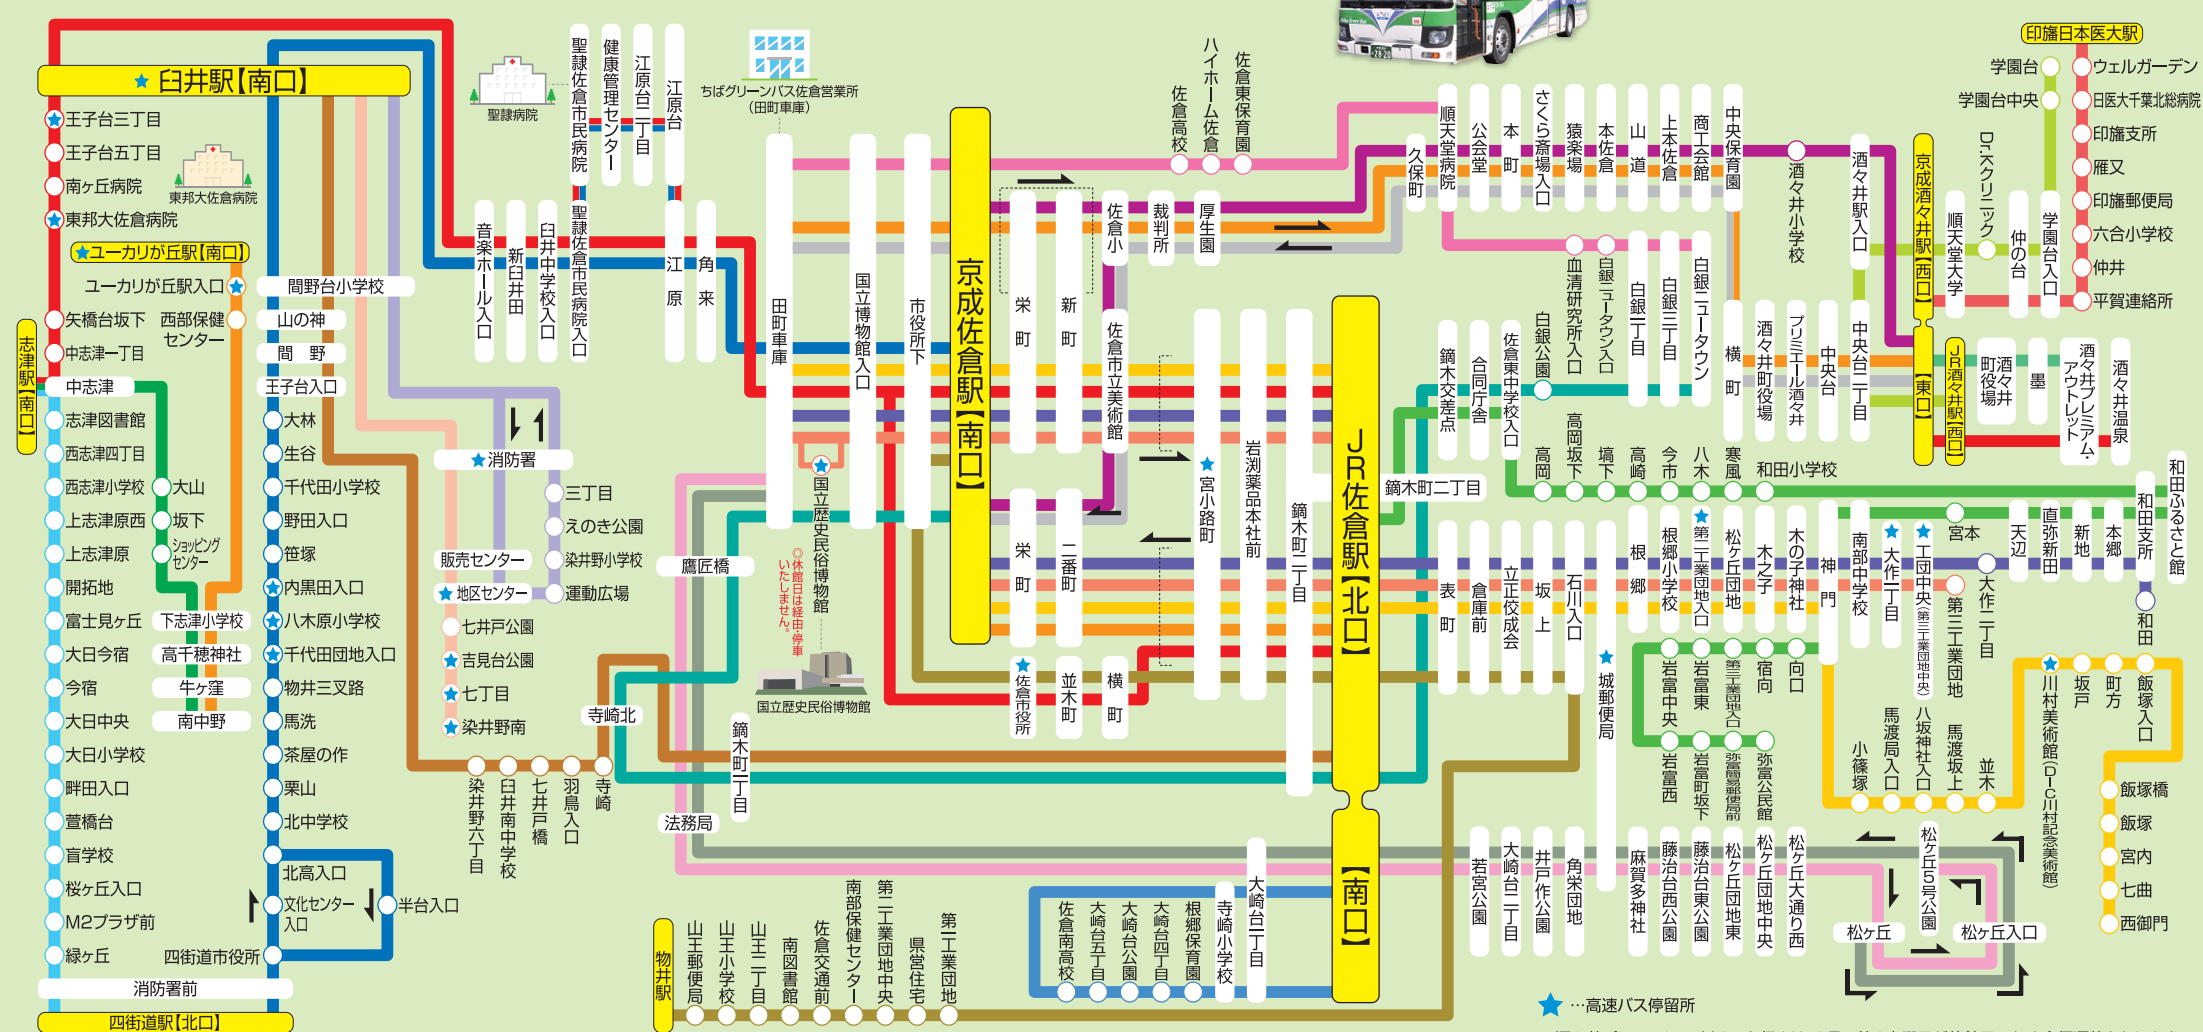 臼井駅【南口】
王子台三丁目
王子台五丁目
南ヶ丘病院
東邦大佐倉病院
東邦大佐倉病院
ユーカリが丘駅【南口】
ユーカリが丘駅入口
矢橋台坂下
西部保健
センター
中志津一丁目
志津駅【南口】
中志津
志津図書館
西志津四丁目
西志津小学校
上志津原西
上志津原
開拓地
富士見ヶ丘
大日今宿
今宿
大日中央
大日小学校
畔田入口
萱橋台
盲学校
桜ヶ丘入口
M2プラザ前
緑ヶ丘
消防署前
四街道駅【北口】
大山
坂下
ショッピング
センター
下志津小学校
高千穂神社
牛ヶ窪
南中野
間野台小学校
山の神
間野
王子台入口
大林
生谷
千代田小学校
野田入口
笹塚
内黒田入口
八木原小学校
千代田団地入口
物井三叉路
馬洗
茶屋の作
栗山
北中学校
北高入口
文化センター
入口
半台入口
四街道市役所
消防署
三丁目
えのき公園
販売センター
染井野小学校
地区センター
運動広場
七井戸公園
吉見台公園
七丁目
染井野南
染井野六丁目
臼井南中学校
七井戸橋
羽鳥入口
寺崎
寺崎北
聖隷病院
聖隷佐倉市民病院
健康管理センター
江原台二丁目
江原台
音楽ホール入口
新臼井田
臼井中学校入口
聖隷佐倉市民病院入口
江原
角来
ちばグリーンバス佐倉営業所
(田町車庫)
田町車庫
国立博物館入口
市役所下
国立歴史民俗博物館
◎休館日は経由・停車
いたしません。
国立歴史民俗博物館
鷹匠橋
鏑木町一丁目
法務局
京成佐倉駅【南口】
佐倉高校
ハイホーム佐倉
佐倉東保育園
栄町
新町
佐倉小
裁判所
厚生園
佐倉市立美術館
栄町
二番町
佐倉市役所
並木町
横町
宮小路町
岩渕薬品本社前
鏑木町二丁目
JR佐倉駅【北口】
【南口】
鏑木町二丁目
久保町
順天堂病院
公会堂
本町
さくら斎場入口
猿楽場
本佐倉
山道
上本佐倉
商工会館
中央保育園
酒々井小学校
酒々井駅入口
京成酒々井駅【西口】
【東口】
JR酒々井駅【西口】
血清研究所入口
白銀ニュータウン入口
白銀一丁目
白銀三丁目
白銀ニュータウン
横町
酒々井町役場
プリミエール酒々井
中央台
中央台二丁目
印旛日本医大駅
学園台
学園台中央
ウェルガーデン
日医大千葉北総病院
印旛支所
雁又
印旛郵便局
六合小学校
仲井
平賀連絡所
順天堂大学
Dr.Kクリニック
仲の台
学園台入口
酒々井
町役場
墨
酒々井プレミアム・
アウトレット
酒々井温泉
鏑木交差点
合同庁舎
佐倉東中学校入口
白銀公園
高岡
高岡坂下
塙下
高崎
今市
八木
寒風
和田小学校
和田ふるさと館
表町
倉庫前
立正佼成会
坂上
石川入口
城郵便局
根郷
根郷小学校
第二工業団地入口
松ヶ丘団地
木之子
木の子神社
神門
南部中学校
大作一丁目
工団中央(第三工業団地中央)
宮本
第三工業団地
大作二丁目
天辺
直弥新田
新地
本郷
和田支所
和田
岩富中央
岩富東
第三工業団地入口
宿向
向口
岩富西
岩富町坂下
弥富簡易郵便局前
弥富公民館
小篠塚
馬渡局入口
八坂神社入口
馬渡坂上
並木
川村美術館(DIC川村記念美術館)
坂戸
町方
飯塚入口
飯塚橋
飯塚
宮内
七曲
西御門
若宮公園
大崎台二丁目
井戸作公園
角栄団地
麻賀多神社
藤治台西公園
藤治台東公園
松ヶ丘団地東
松ヶ丘団地中央
松ヶ丘大通り西
松ヶ丘5号公園
松ヶ丘
松ヶ丘入口
物井駅
山王郵便局
山王小学校
山王二丁目
南図書館
佐倉交通前
南部保健センター
第二工業団地中央
県営住宅
第一工業団地
佐倉南高校
大崎台五丁目
大崎台公園
大崎台四丁目
根郷保育園
寺崎小学校
大崎台一丁目
★…高速バス停留所